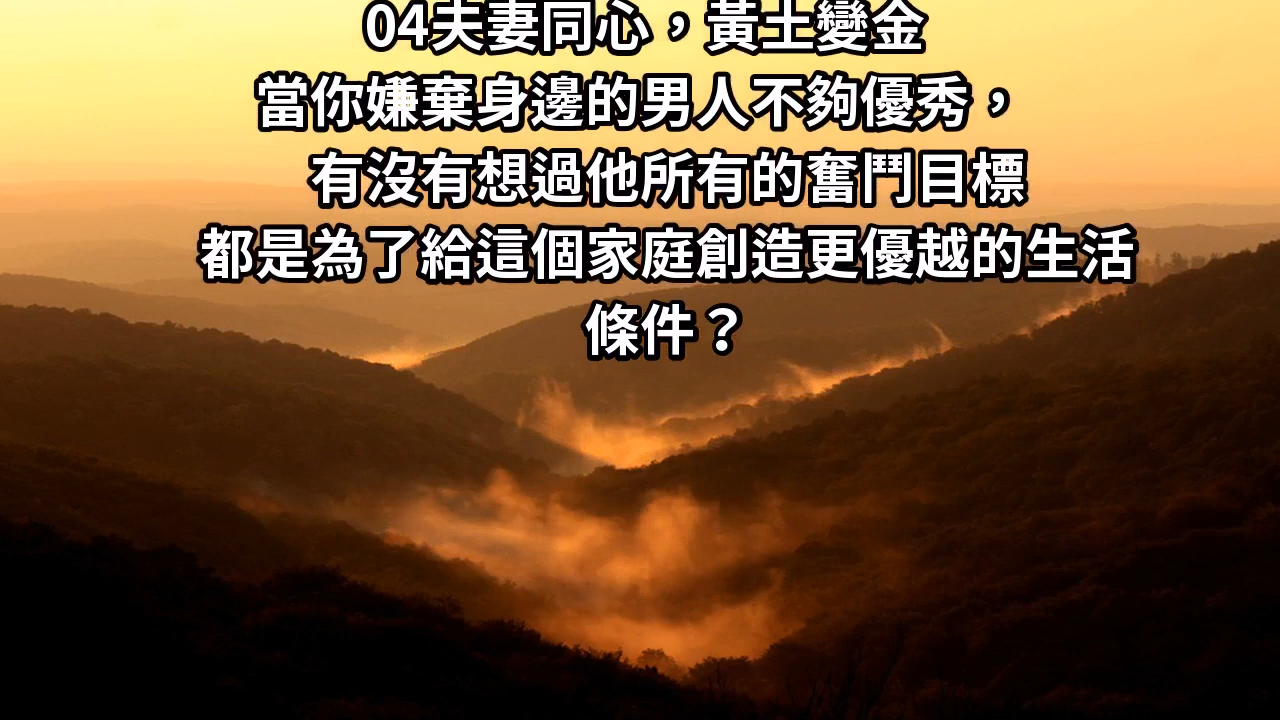 04夫妻同心，黃土變金
當你嫌棄身邊的男人不夠優秀，
有沒有想過他所有的奮鬥目標
都是為了給這個家庭創造更優越的生活
條件？